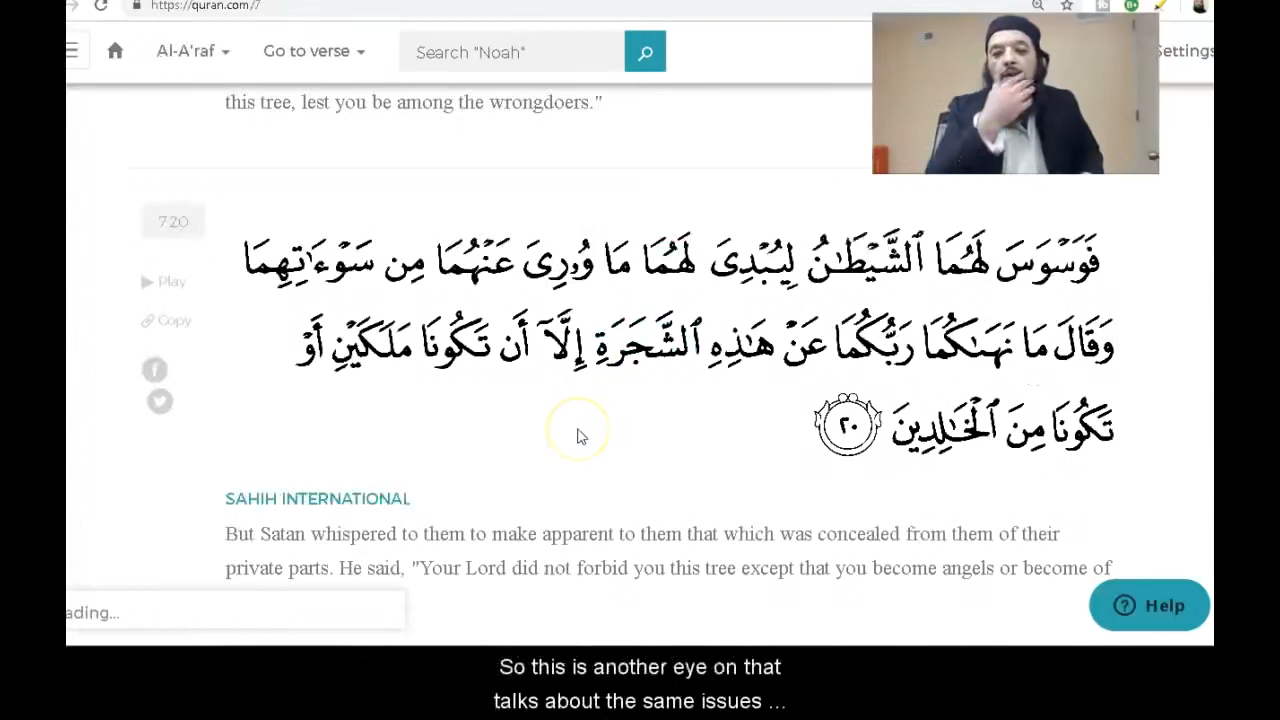 https://quran.com/7
Al-A'raf Go to verse Search "Noah" Settings
this tree, lest you be among the wrongdoers."
7:20
فَوَسْوَسَ لَهُمَا ٱلشَّيْطَٰنُ لِيُبْدِىَ لَهُمَا مَا وُۥرِىَ عَنْهُمَا مِن سَوْءَٰتِهِمَا
Play
وَقَالَ مَا نَهَىٰكُمَا رَبُّكُمَا عَنْ هَٰذِهِ ٱلشَّجَرَةِ إِلَّآ أَن تَكُونَا مَلَكَيْنِ أَوْ
Copy
تَكُونَا مِنَ ٱلْخَٰلِدِينَ ٢٠
SAHIH INTERNATIONAL
But Satan whispered to them to make apparent to them that which was concealed from them of their
private parts. He said, "Your Lord did not forbid you this tree except that you become angels or become of
ading...
Help
So this is another eye on that
talks about the same issues ...